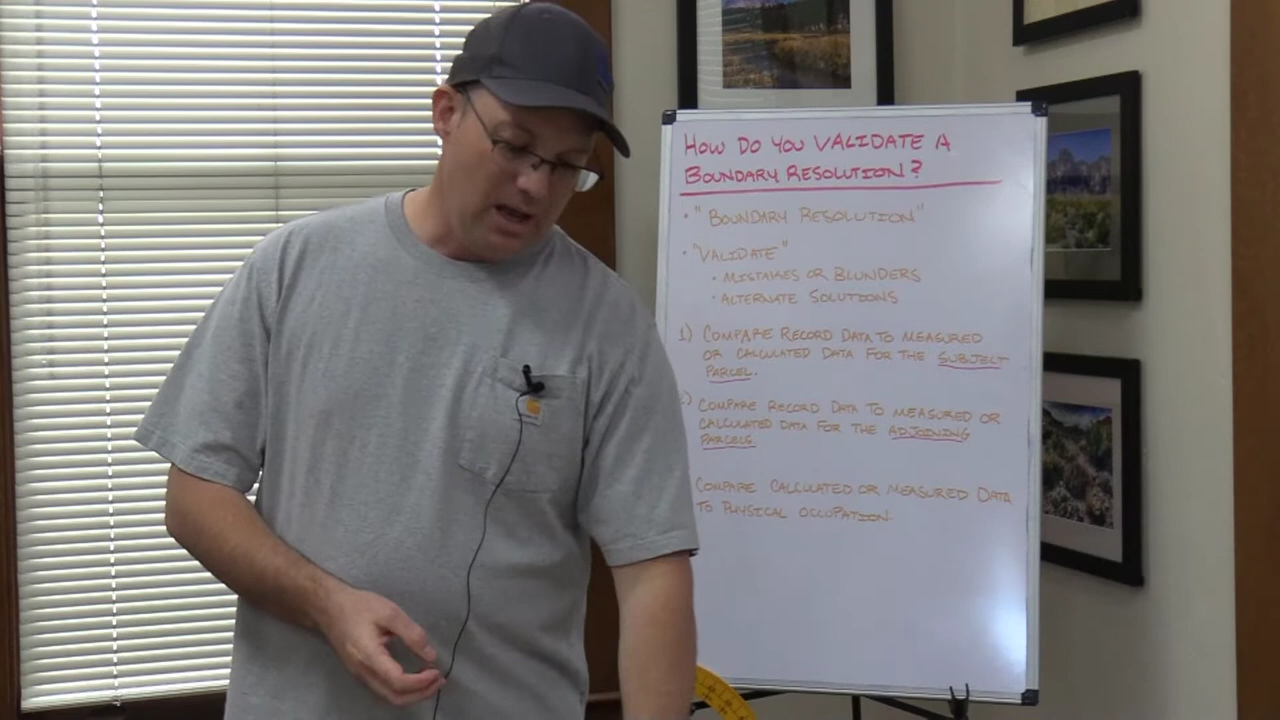 HOW DO YOU VALIDATE A
BOUNDARY RESOLUTION?
• "BOUNDARY RESOLUTION"
• "VALIDATE"
• MISTAKES OR BLUNDERS
• ALTERNATE SOLUTIONS
1) COMPARE RECORD DATA TO MEASURED
OR CALCULATED DATA FOR THE SUBJECT
PARCEL.
2) COMPARE RECORD DATA TO MEASURED OR
CALCULATED DATA FOR THE ADJOINING
PARCELS
COMPARE CALCULATED OR MEASURED DATA
TO PHYSICAL OCCUPATION